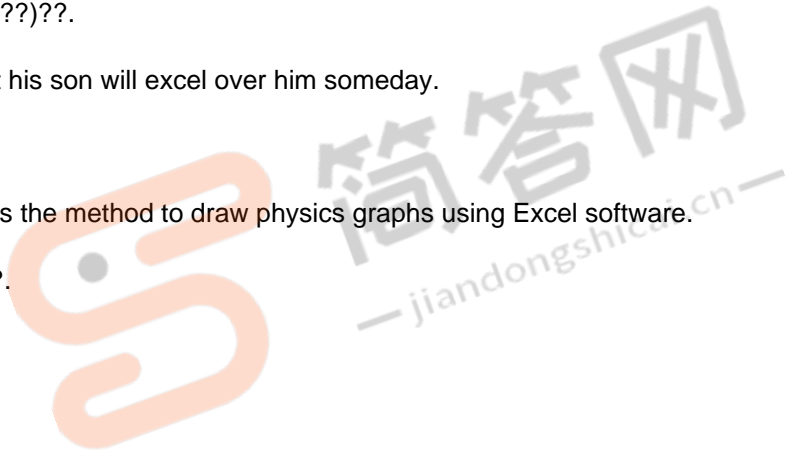 ??)??.
his son will excel over him someday.
s the method to draw physics graphs using Excel software.
?.
简答网
jiandongshicai.cn